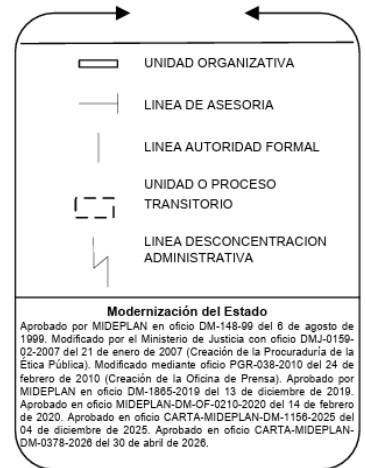 UNIDAD ORGANIZATIVA
LINEA DE ASESORIA
LINEA AUTORIDAD FORMAL
UNIDAD O PROCESO
TRANSITORIO
LINEA DESCONCENTRACION
ADMINISTRATIVA
Modernización del Estado
Aprobado por MIDEPLAN en oficio DM-148-99 del 6 de agosto de
1999. Modificado por el Ministerio de Justicia con oficio DMJ-0159-
02-2007 del 21 de enero de 2007 (Creación de la Procuraduría de la
Ética Pública). Modificado mediante oficio PGR-038-2010 del 24 de
febrero de 2010 (Creación de la Oficina de Prensa). Aprobado por
MIDEPLAN en oficio DM-1865-2019 del 13 de diciembre de 2019.
Aprobado en oficio MIDEPLAN-DM-OF-0210-2020 del 14 de febrero
de 2020. Aprobado en oficio CARTA-MIDEPLAN-DM-1156-2025 del
04 de diciembre de 2025. Aprobado en oficio CARTA-MIDEPLAN-
DM-0378-2026 del 30 de abril de 2026.